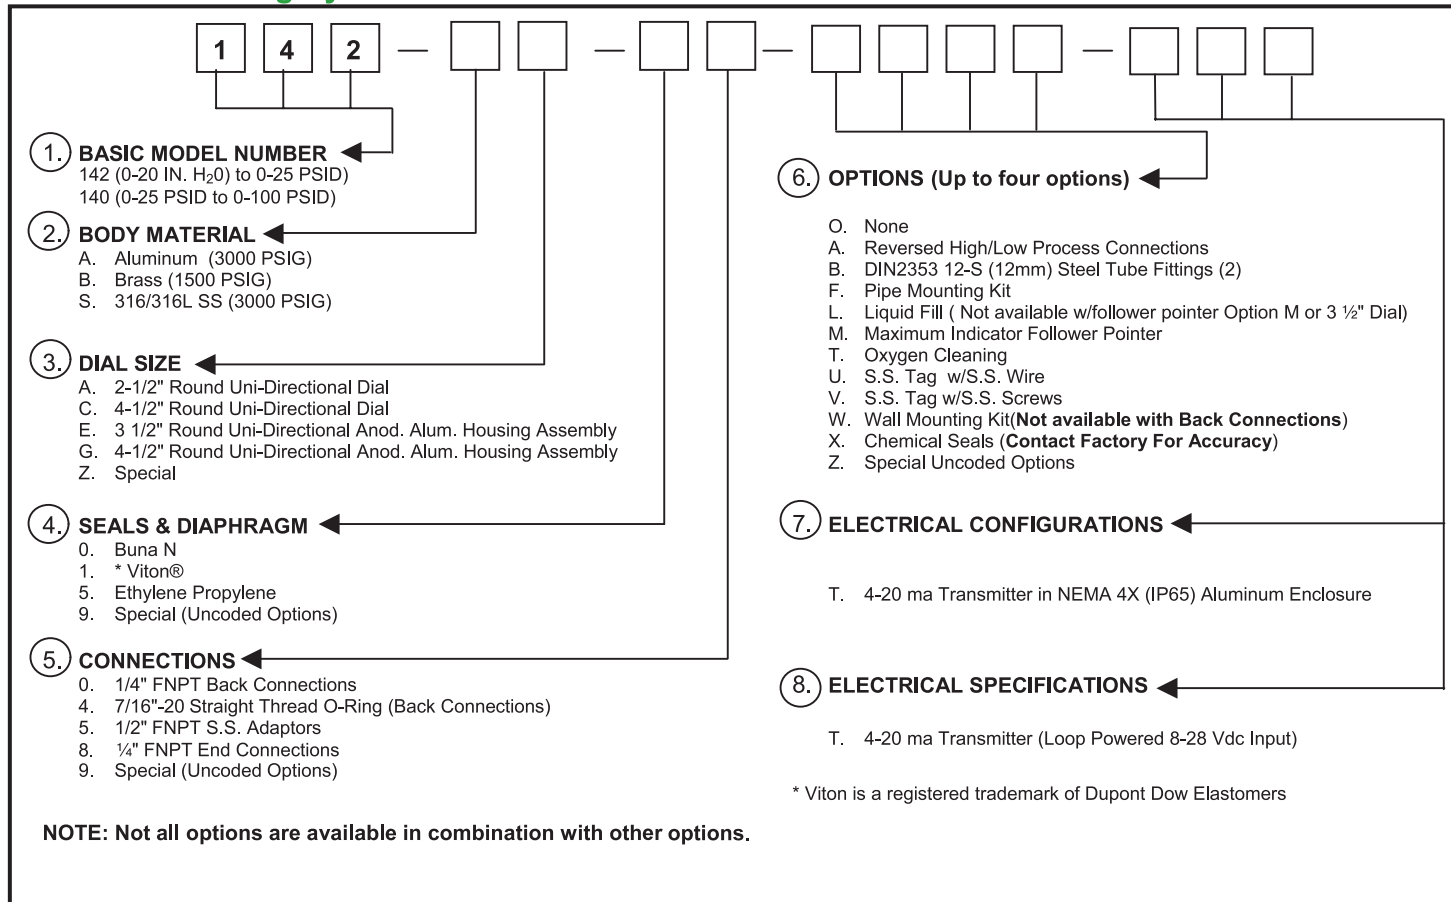 1 4 2 — — — —
1. BASIC MODEL NUMBER
142 (0-20 IN. H₂0) to 0-25 PSID)
140 (0-25 PSID to 0-100 PSID)
2. BODY MATERIAL
A. Aluminum (3000 PSIG)
B. Brass (1500 PSIG)
S. 316/316L SS (3000 PSIG)
3. DIAL SIZE
A. 2-1/2" Round Uni-Directional Dial
C. 4-1/2" Round Uni-Directional Dial
E. 3 1/2" Round Uni-Directional Anod. Alum. Housing Assembly
G. 4-1/2" Round Uni-Directional Anod. Alum. Housing Assembly
Z. Special
4. SEALS & DIAPHRAGM
0. Buna N
1. * Viton®
5. Ethylene Propylene
9. Special (Uncoded Options)
5. CONNECTIONS
0. 1/4" FNPT Back Connections
4. 7/16"-20 Straight Thread O-Ring (Back Connections)
5. 1/2" FNPT S.S. Adaptors
8. ¼" FNPT End Connections
9. Special (Uncoded Options)
6. OPTIONS (Up to four options)
O. None
A. Reversed High/Low Process Connections
B. DIN2353 12-S (12mm) Steel Tube Fittings (2)
F. Pipe Mounting Kit
L. Liquid Fill ( Not available w/follower pointer Option M or 3 ½" Dial)
M. Maximum Indicator Follower Pointer
T. Oxygen Cleaning
U. S.S. Tag w/S.S. Wire
V. S.S. Tag w/S.S. Screws
W. Wall Mounting Kit(Not available with Back Connections)
X. Chemical Seals (Contact Factory For Accuracy)
Z. Special Uncoded Options
7. ELECTRICAL CONFIGURATIONS
T. 4-20 ma Transmitter in NEMA 4X (IP65) Aluminum Enclosure
8. ELECTRICAL SPECIFICATIONS
T. 4-20 ma Transmitter (Loop Powered 8-28 Vdc Input)
* Viton is a registered trademark of Dupont Dow Elastomers
NOTE: Not all options are available in combination with other options.